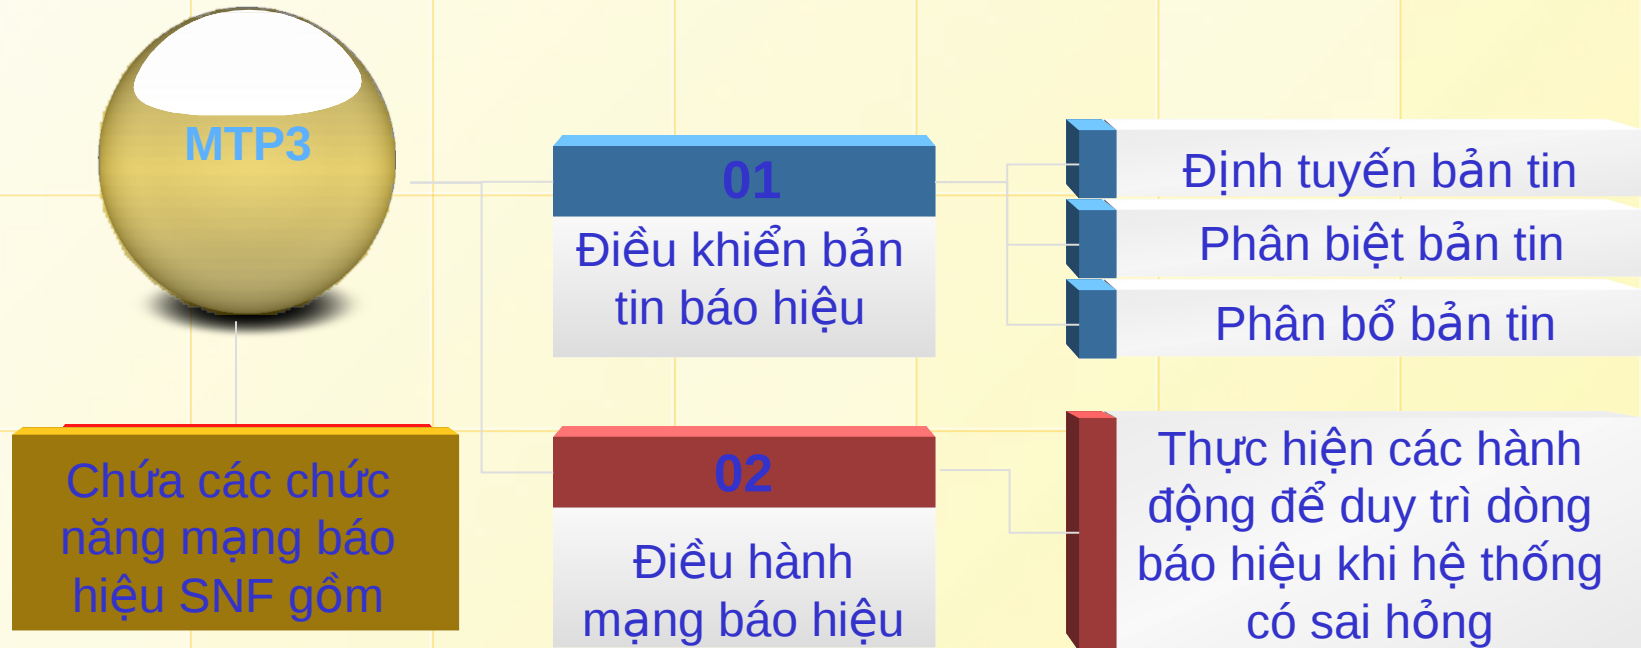 MTP3
Chứa các chức
năng mạng báo
hiệu SNF gồm
01
Điều khiển bản
tin báo hiệu
Định tuyến bản tin
Phân biệt bản tin
Phân bổ bản tin
02
Điều hành
mạng báo hiệu
Thực hiện các hành
động để duy trì dòng
báo hiệu khi hệ thống
có sai hỏng